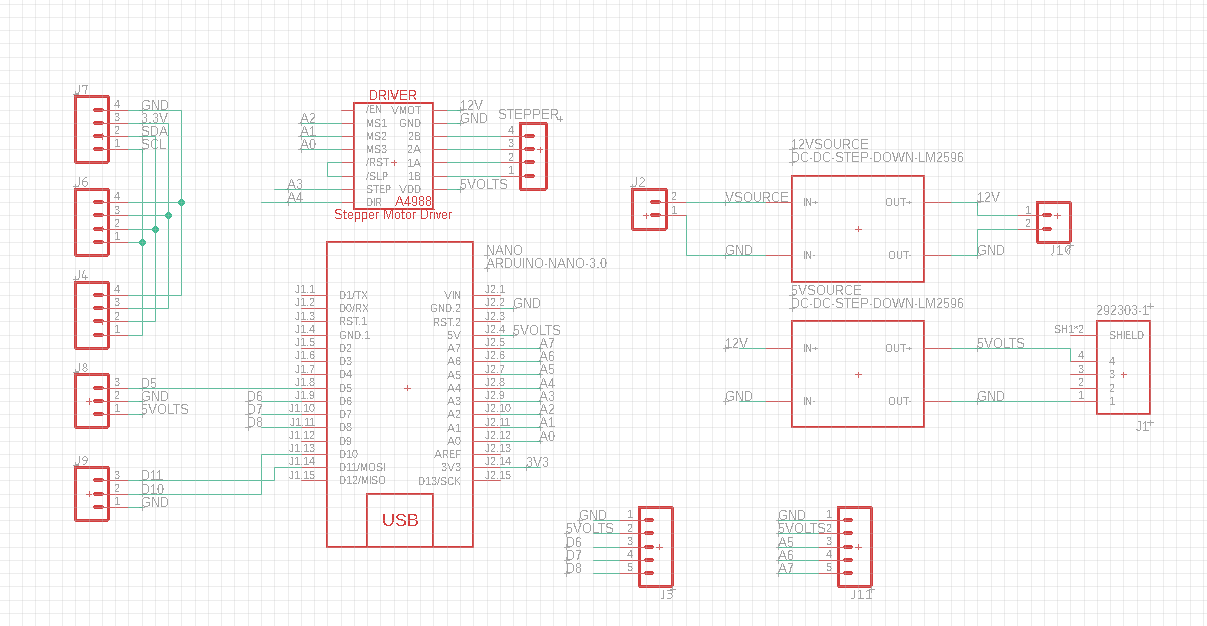 J7
4 GND
3 3.3V
2 SDA
1 SCL
J6
4
3
2
1
J4
4
3
2
1
J8
3 D5
2 GND
1 5VOLTS
J9
3 D11
2 D10
1 GND
DRIVER
/EN VMOT 12V
A2 MS1 GND GND
A1 MS2 2B
A0 MS3 2A
/RST 1A
/SLP 1B
A3 STEP VDD 5VOLTS
A4 DIR A4988
Stepper Motor Driver
STEPPER
4
3
2
1
NANO
ARDUINO-NANO-3.0
J1.1 D1/TX VIN J2.1
J1.2 D0/RX GND.2 J2.2 GND
J1.3 RST.1 RST.2 J2.3
J1.4 GND.1 5V J2.4 5VOLTS
J1.5 D2 A7 J2.5 A7
J1.6 D3 A6 J2.6 A6
J1.7 D4 A5 J2.7 A5
J1.8 D5 A4 J2.8 A4
D6 J1.9 D6 A3 J2.9 A3
D7 J1.10 D7 A2 J2.10 A2
D8 J1.11 D8 A1 J2.11 A1
J1.12 D9 A0 J2.12 A0
J1.13 D10 AREF J2.13
J1.14 D11/MOSI 3V3 J2.14 3V3
J1.15 D12/MISO D13/SCK J2.15
USB
J2
2 VSOURCE
1 GND
12VSOURCE
DC-DC-STEP-DOWN-LM2596
IN+ OUT+ 12V
IN- OUT- GND
1
2
J10
5VSOURCE
DC-DC-STEP-DOWN-LM2596
12V IN+ OUT+ 5VOLTS
GND IN- OUT- GND
292303-1
SH1*2 SHIELD
4 4
3 3
2 2
1 1
J1
GND 1
5VOLTS 2
D6 3
D7 4
D8 5
J3
GND 1
5VOLTS 2
A5 3
A6 4
A7 5
J11